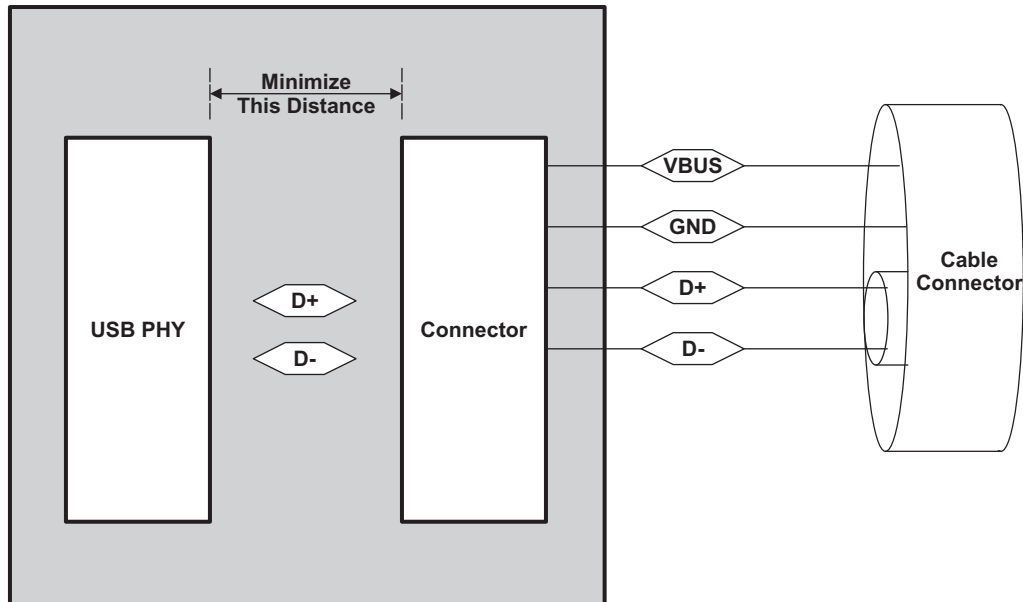 Minimize
This Distance
USB PHY
D+
D-
Connector
VBUS
GND
D+
D-
Cable
Connector